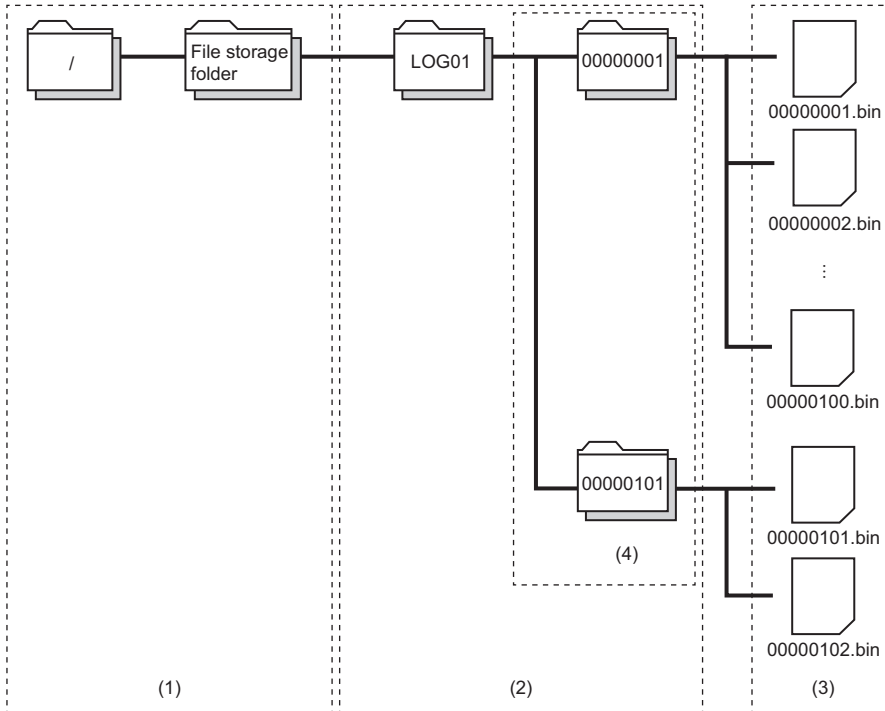 /
File storage
folder
LOG01
00000001
00000001.bin
00000002.bin
⋮
00000100.bin
00000101
00000101.bin
(4)
00000102.bin
(1)
(2)
(3)